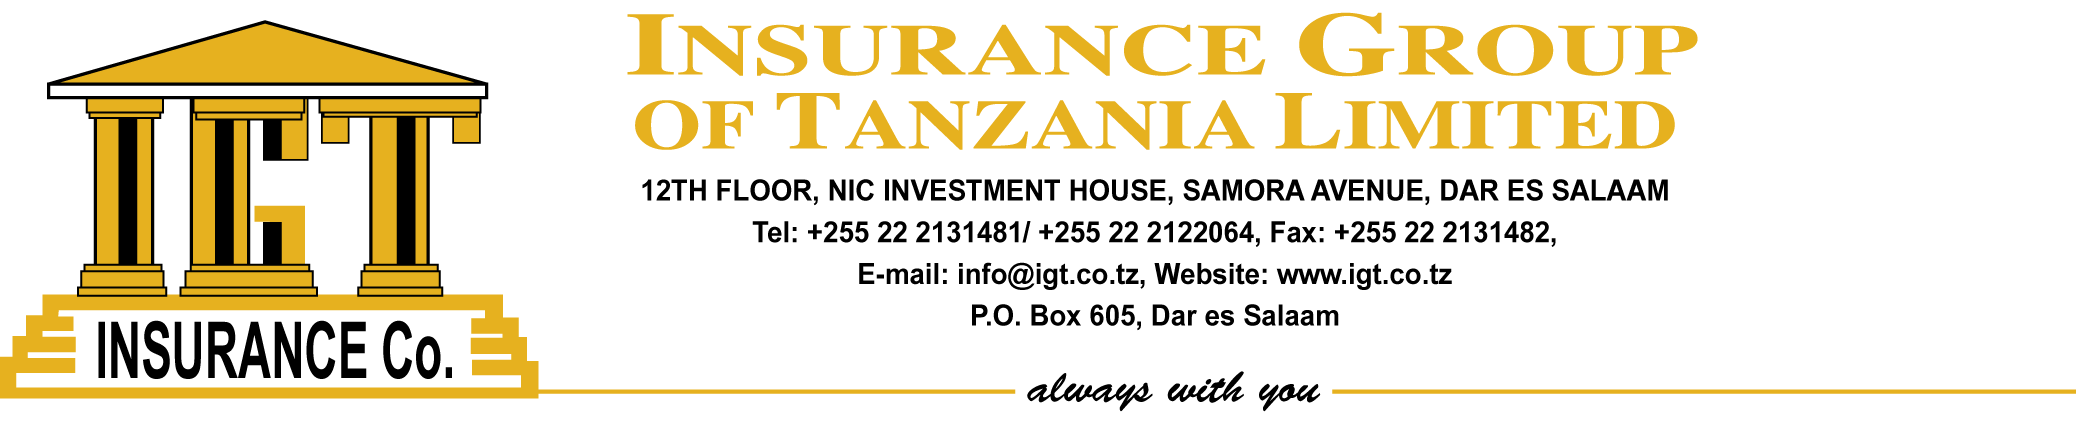 IGT
INSURANCE Co.
INSURANCE GROUP
OF TANZANIA LIMITED
12TH FLOOR, NIC INVESTMENT HOUSE, SAMORA AVENUE, DAR ES SALAAM
Tel: +255 22 2131481/ +255 22 2122064, Fax: +255 22 2131482,
E-mail: info@igt.co.tz, Website: www.igt.co.tz
P.O. Box 605, Dar es Salaam
always with you